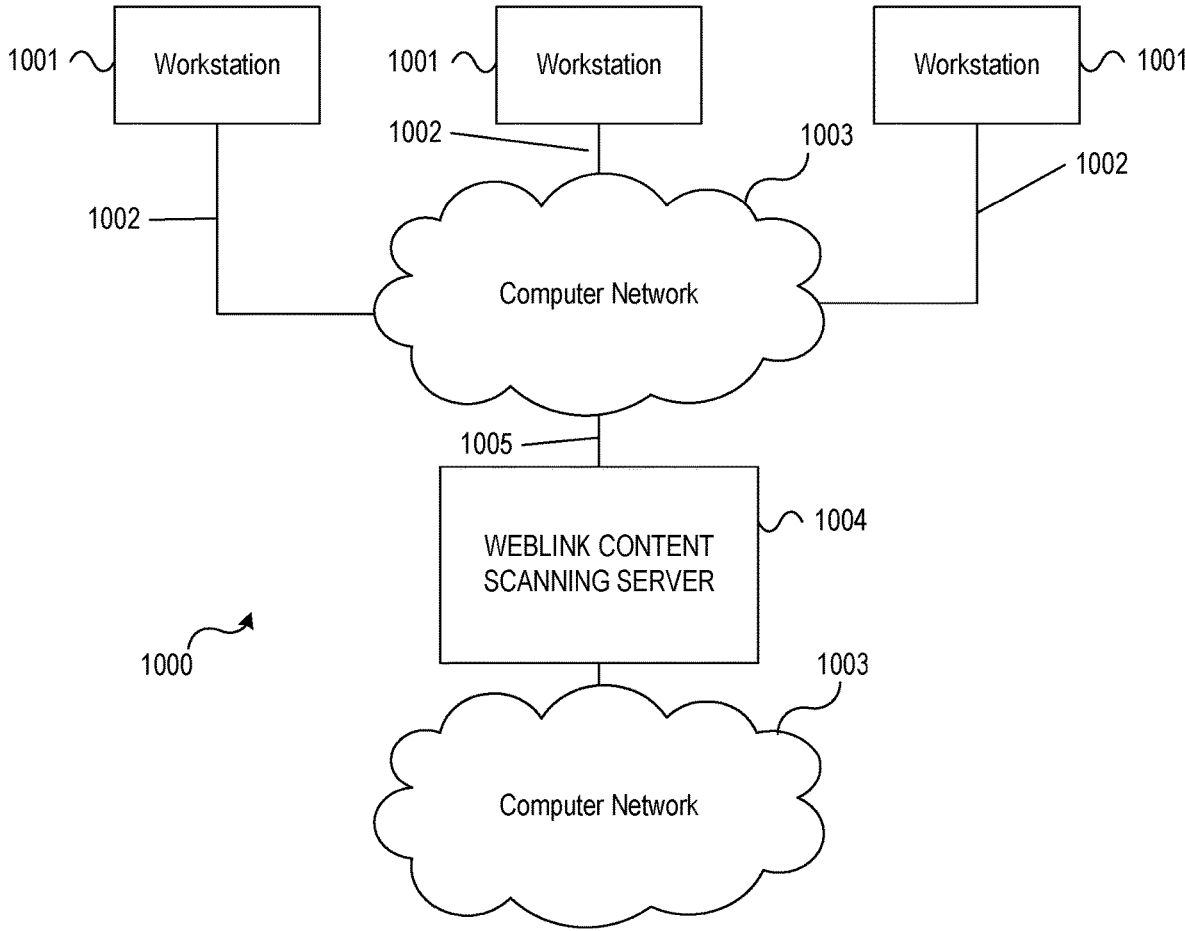 1001
Workstation
1001
Workstation
Workstation
1001
1002
1003
1002
1002
Computer Network
1005
1004
WEBLINK CONTENT
SCANNING SERVER
1000
1003
Computer Network